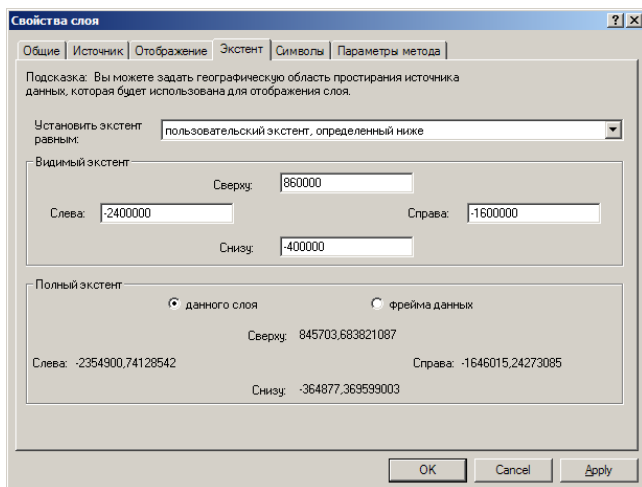 Свойства слоя
Общие Источник Отображение Экстент Символы Параметры метода
Подсказка: Вы можете задать географическую область простирания источника
данных, которая будет использована для отображения слоя.
Установить экстент
равным:
пользовательский экстент, определенный ниже
Видимый экстент
Сверху: 860000
Слева: -2400000 Справа: -1600000
Снизу: -400000
Полный экстент
данного слоя фрейма данных
Сверху: 845703,683821087
Слева: -2354900,74128542 Справа: -1646015,24273085
Снизу: -364877,369599003
OK Cancel Apply